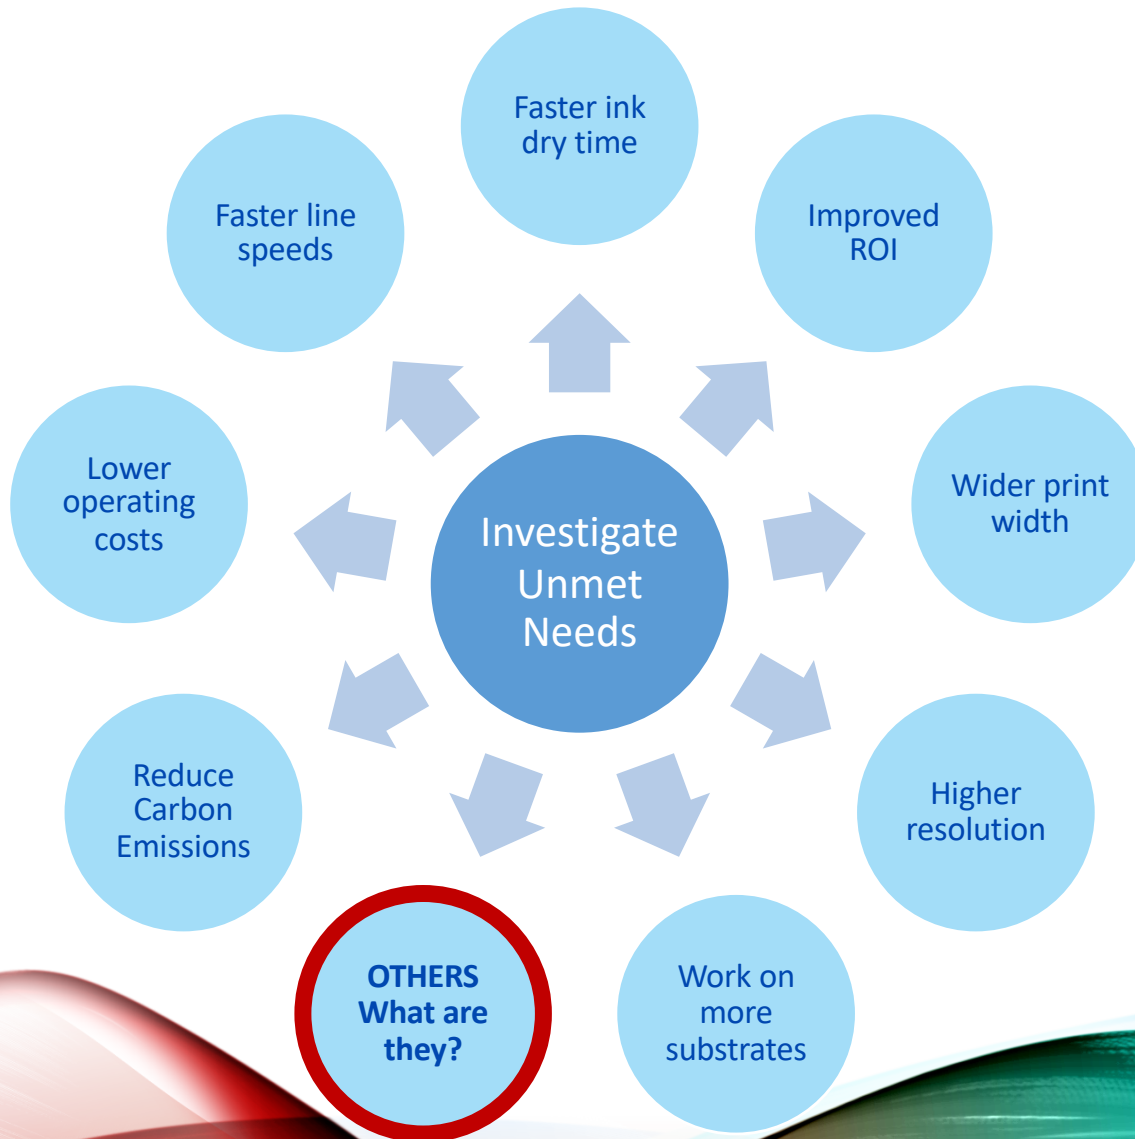 Faster ink
dry time
Improved
ROI
Wider print
width
Higher
resolution
Work on
more
substrates
OTHERS
What are
they?
Reduce
Carbon
Emissions
Lower
operating
costs
Faster line
speeds
Investigate
Unmet
Needs